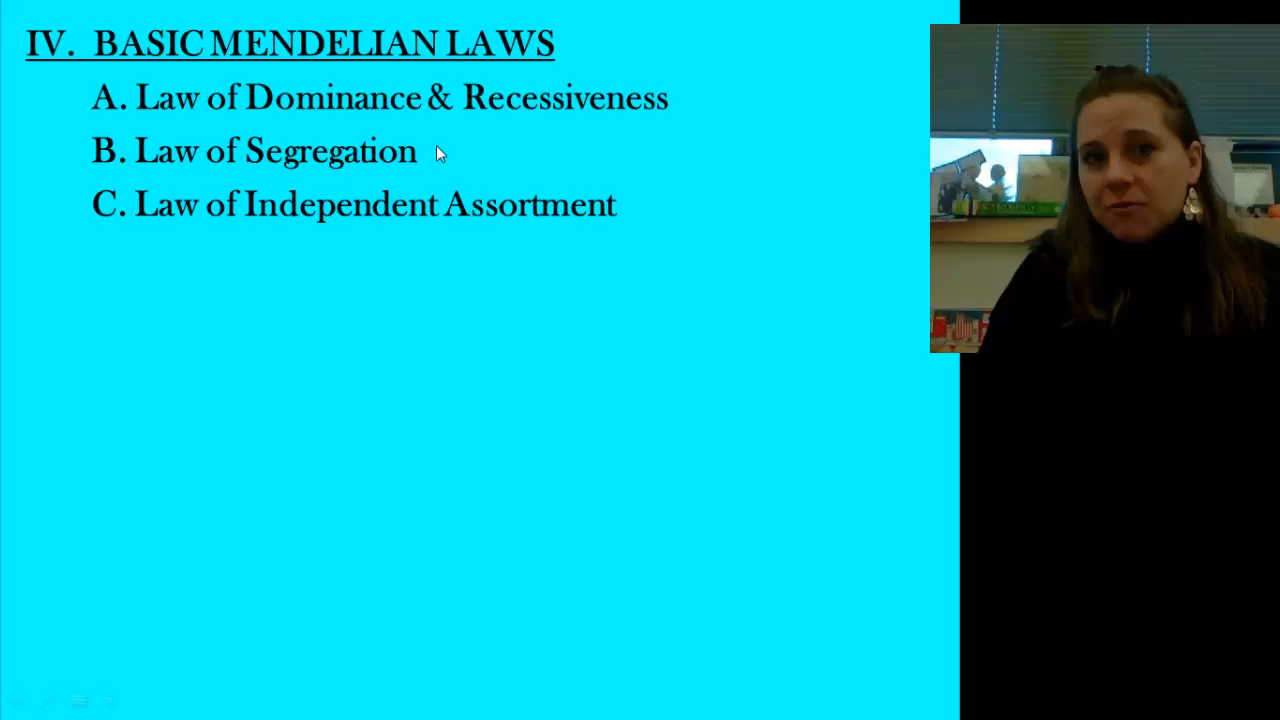 IV. BASIC MENDELIAN LAWS
A. Law of Dominance & Recessiveness
B. Law of Segregation
C. Law of Independent Assortment